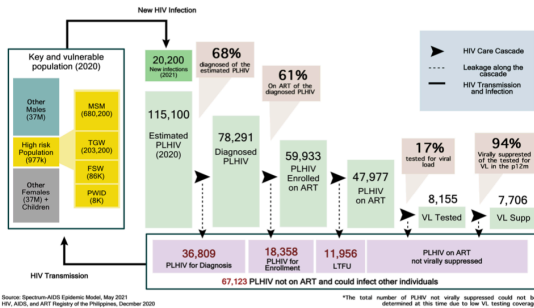 New HIV Infection
Key and vulnerable
population (2020)
Other
Males
(37M)
High risk
Population
(977k)
Other
Females
(37M) +
Children
MSM
(680,200)
TGW
(203,200)
FSW
(86K)
PWID
(8K)
20,200
New infections
(2021)
68%
diagnosed of the
estimated PLHIV
61%
On ART of the
diagnosed PLHIV
HIV Care Cascade
Leakage along the
cascade
HIV Transmission
and Infection
115,100
Estimated
PLHIV
(2020)
78,291
Diagnosed
PLHIV
59,933
PLHIV
Enrolled
on ART
47,977
PLHIV
on ART
17%
tested for viral
load
94%
Virally suppressed
of the tested for
VL in the p12m
8,155
VL Tested
7,706
VL Supp
36,809
PLHIV for Diagnosis
18,358
PLHIV for
Enrollment
11,956
LTFU
PLHIV on ART
not virally suppressed
67,123 PLHIV not on ART and could infect other individuals
HIV Transmission
Source: Spectrum-AIDS Epidemic Model, May 2021
HIV, AIDS, and ART Registry of the Philippines, Decmber 2020
*The total number of PLHIV not virally suppressed could not b
determined at this time due to low VL testing coverag